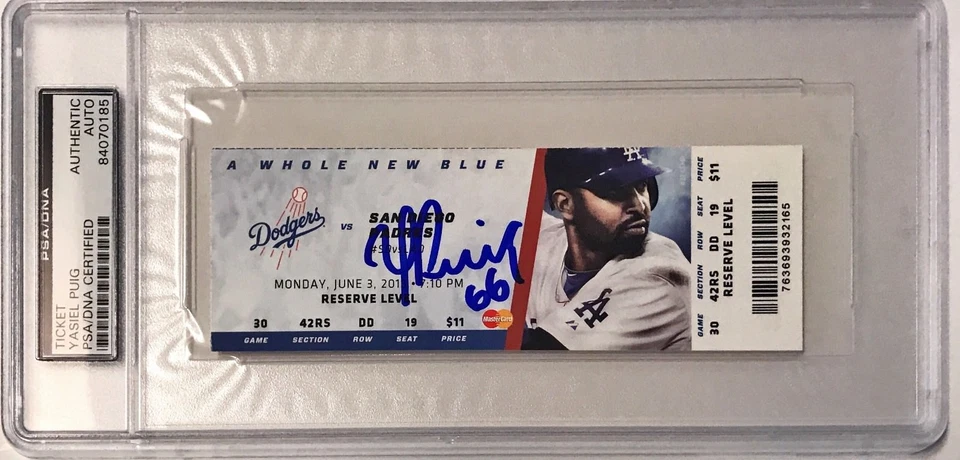 PSA/DNA
TICKET
YASIEL PUIG
PSA/DNA CERTIFIED
AUTHENTIC
AUTO
84070185
A WHOLE NEW BLUE
Dodgers
VS
SAN DIEGO
PADRES
MONDAY, JUNE 3, 201 7:10 PM
RESERVE LEVEL
30 42RS DD 19 $11
GAME SECTION ROW SEAT PRICE
MasterCard
Puig
66
LA
LA
GAME SECTION ROW SEAT PRICE
30 42RS DD 19 $11
RESERVE LEVEL
763693932165